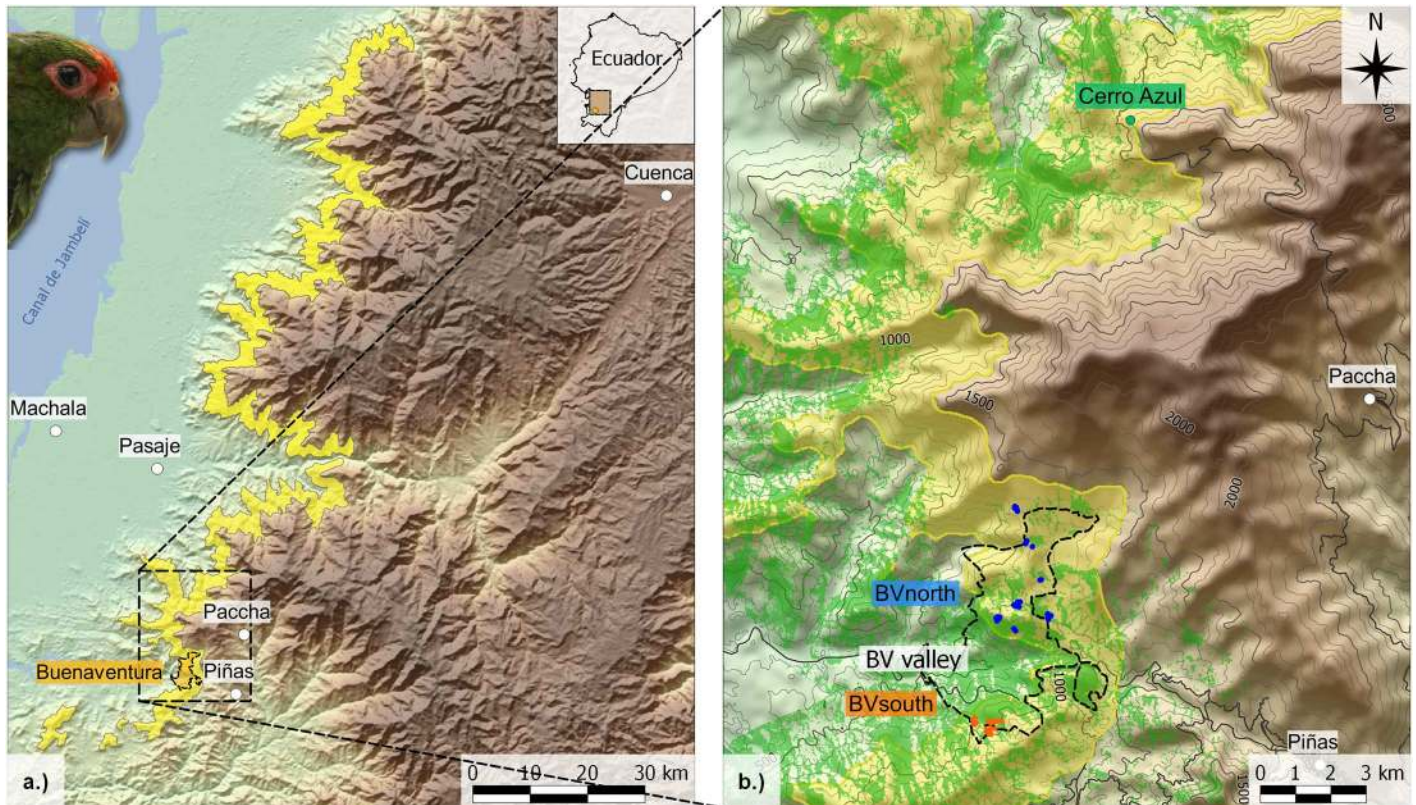 Ecuador
Cuenca
Canal de Jambelí
Machala
Pasaje
Paccha
Buenaventura
Piñas
a.)
0 10 20 30 km
N
Cerro Azul
1000
1500
2000
Paccha
2000
BVnorth
BV valley
1000
BVsouth
Piñas
b.)
0 1 2 3 km